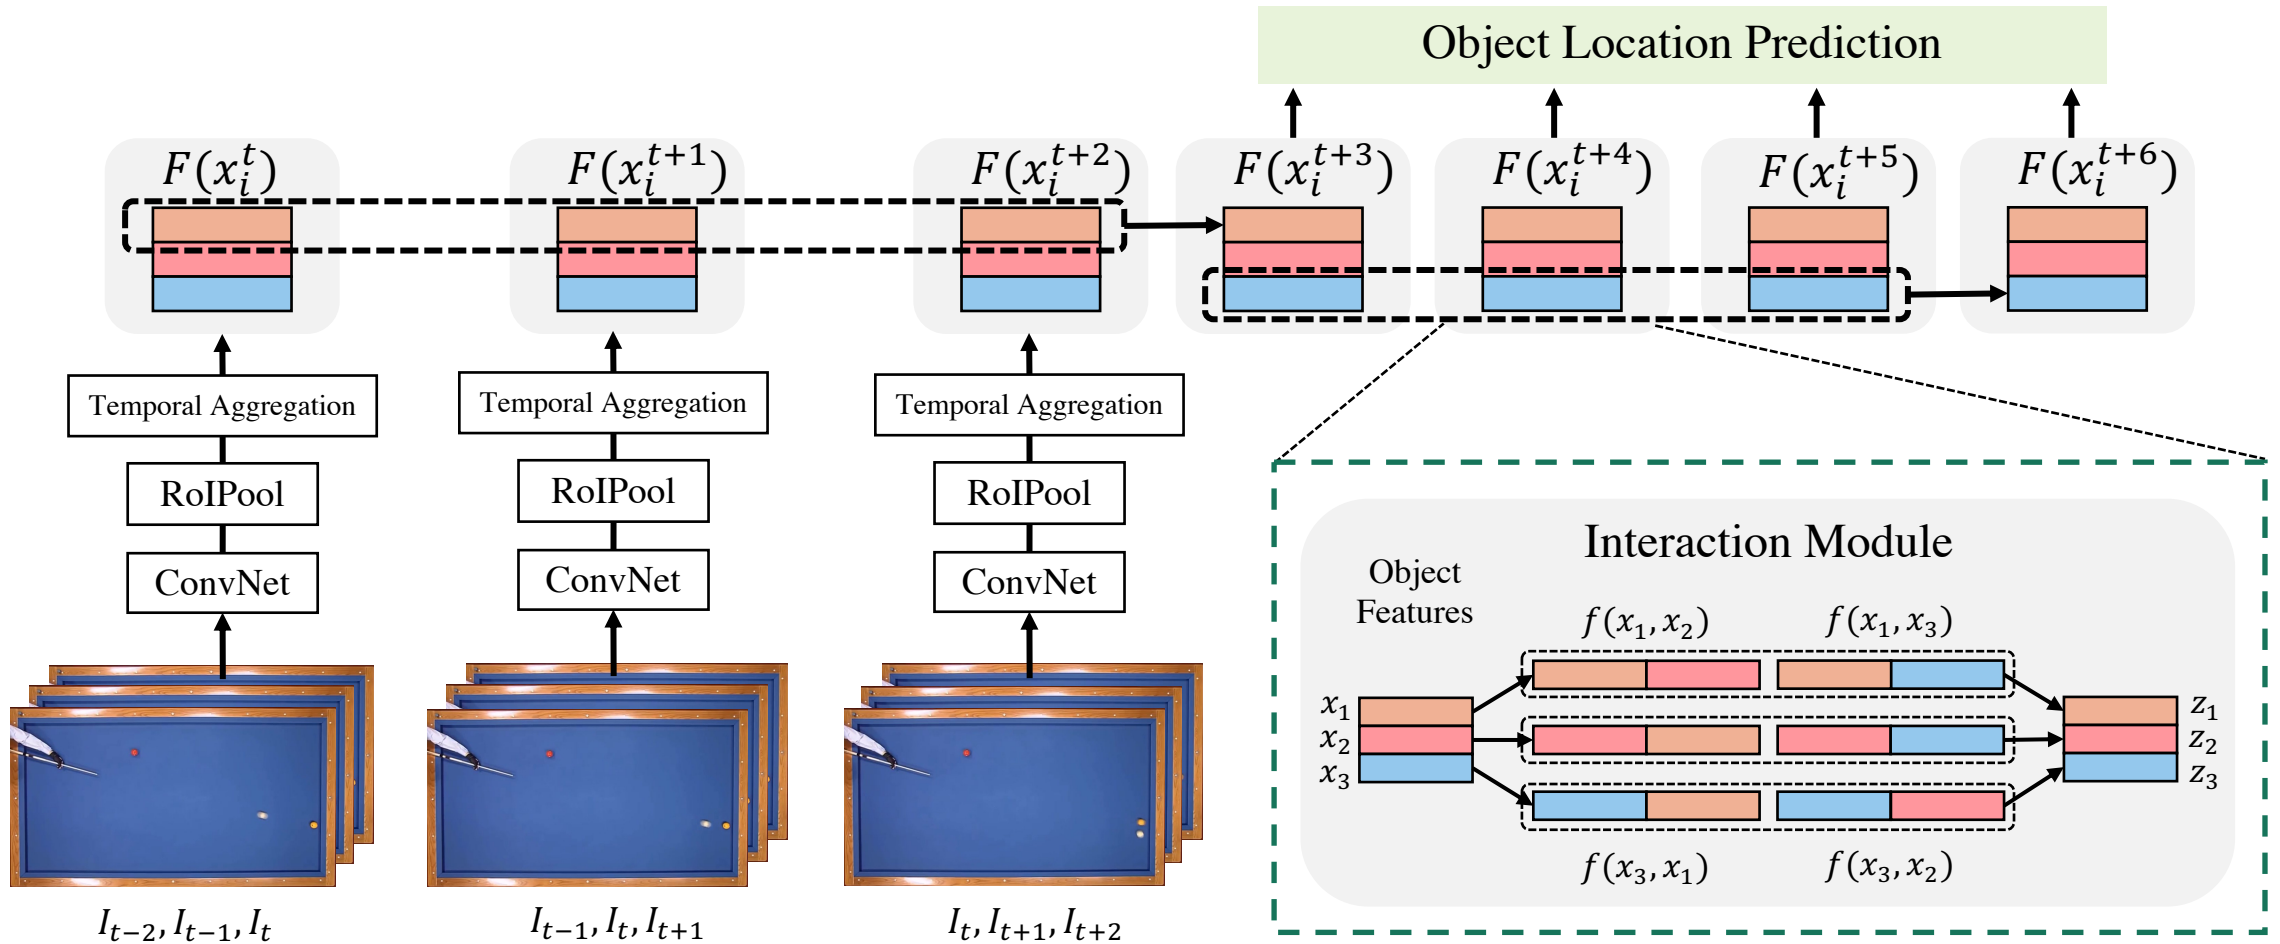 Object Location Prediction
F(x_i^t)
F(x_i^{t+1})
F(x_i^{t+2})
F(x_i^{t+3})
F(x_i^{t+4})
F(x_i^{t+5})
F(x_i^{t+6})
Temporal Aggregation
Temporal Aggregation
Temporal Aggregation
RoIPool
RoIPool
RoIPool
ConvNet
ConvNet
ConvNet
I_{t−2}, I_{t−1}, I_t
I_{t−1}, I_t, I_{t+1}
I_t, I_{t+1}, I_{t+2}
Interaction Module
Object
Features
f(x_1, x_2)
f(x_1, x_3)
x_1
x_2
x_3
z_1
z_2
z_3
f(x_3, x_1)
f(x_3, x_2)